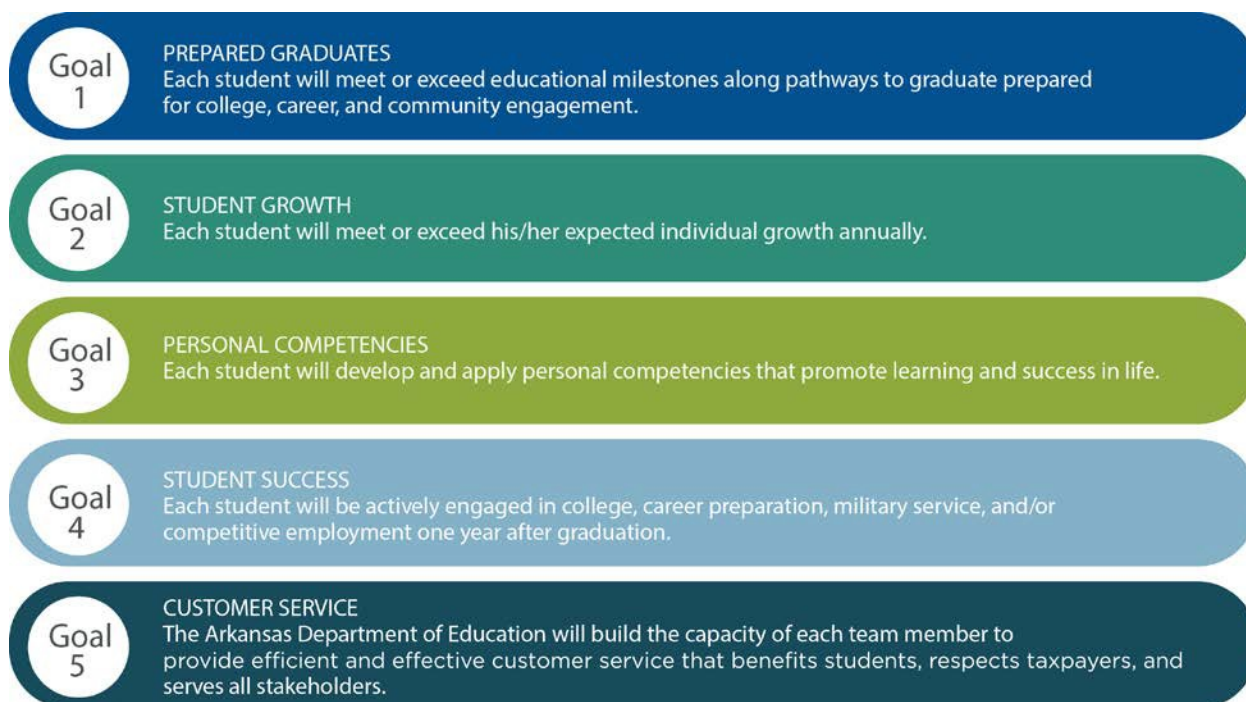 Goal
1
PREPARED GRADUATES
Each student will meet or exceed educational milestones along pathways to graduate prepared
for college, career, and community engagement.
Goal
2
STUDENT GROWTH
Each student will meet or exceed his/her expected individual growth annually.
Goal
3
PERSONAL COMPETENCIES
Each student will develop and apply personal competencies that promote learning and success in life.
Goal
4
STUDENT SUCCESS
Each student will be actively engaged in college, career preparation, military service, and/or
competitive employment one year after graduation.
Goal
5
CUSTOMER SERVICE
The Arkansas Department of Education will build the capacity of each team member to
provide efficient and effective customer service that benefits students, respects taxpayers, and
serves all stakeholders.